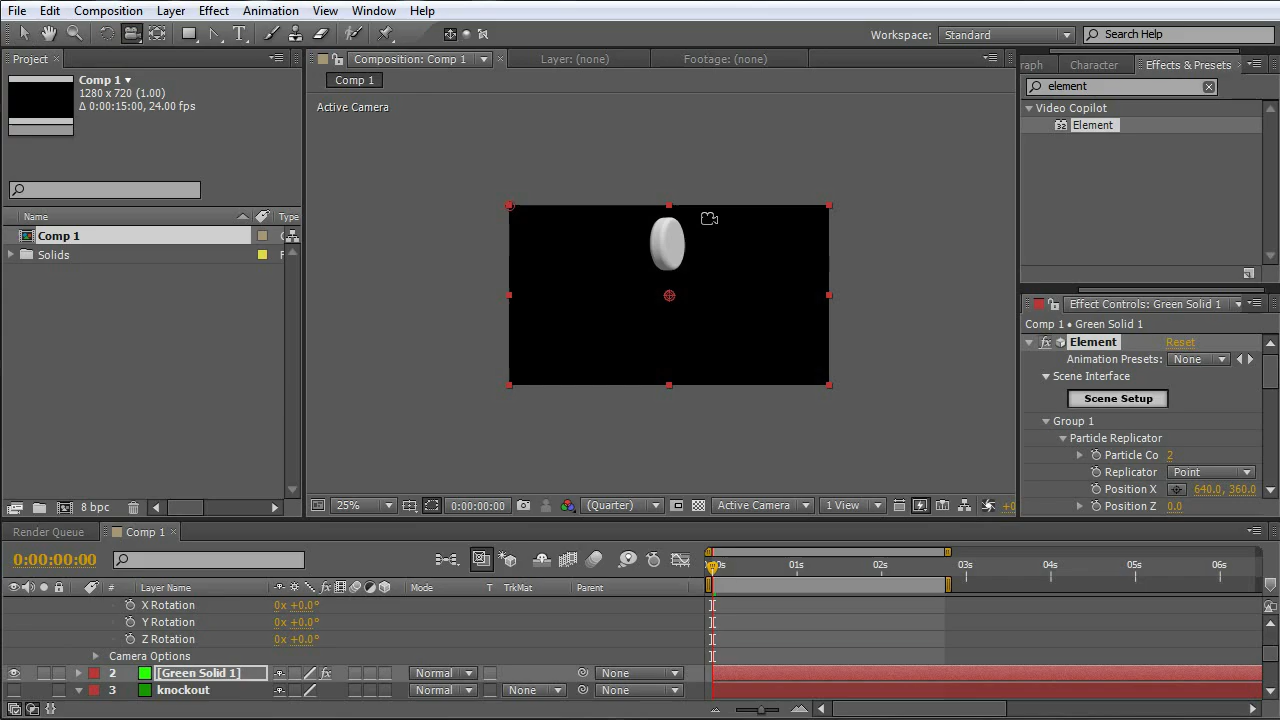 File Edit Composition Layer Effect Animation View Window Help
Workspace: Standard Search Help
Project Composition: Comp 1 Layer: (none) Footage: (none) raph Character Effects & Presets
Comp 1
1280 x 720 (1.00)
Δ 0:00:15:00, 24.00 fps
Comp 1
Active Camera
element
Video Copilot
32 Element
Name Type
Comp 1
Solids F
Effect Controls: Green Solid 1
Comp 1 • Green Solid 1
fx Element Reset
Animation Presets: None
Scene Interface
Scene Setup
Group 1
Particle Replicator
Particle Co 2
Replicator Point
Position X 640.0, 360.0
Position Z 0.0
8 bpc 25% 0:00:00:00 (Quarter) Active Camera 1 View +0
Render Queue Comp 1
0:00:00:00
01s 02s 03s 04s 05s 06s
# Layer Name fx Mode T TrkMat Parent
X Rotation 0x +0.0°
Y Rotation 0x +0.0°
Z Rotation 0x +0.0°
Camera Options
2 [Green Solid 1] fx Normal None
3 knockout Normal None None